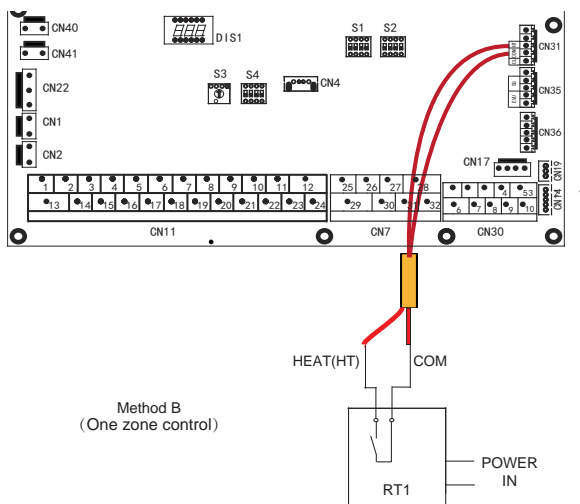 CN40
CN41
CN22
CN1
CN2
DIS1
S1 S2
S3 S4
CN4
CN31
CN35
CN36
CN17
CN19
CN74
1 2 3 4 5 6 7 8 9 10 11 12
13 14 15 16 17 18 19 20 21 22 23 24
25 26 27 28
29 30 31 32
4 53
6 7 8 9 10
CN11 CN7 CN30
HEAT(HT) COM
Method B
(One zone control)
POWER
IN
RT1